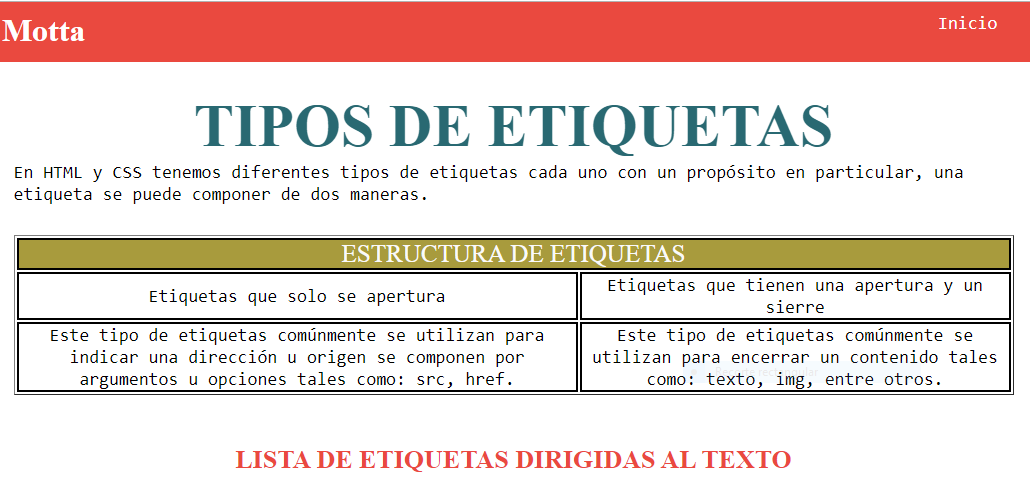 Motta
Inicio
TIPOS DE ETIQUETAS
En HTML y CSS tenemos diferentes tipos de etiquetas cada uno con un propósito en particular, una
etiqueta se puede componer de dos maneras.
ESTRUCTURA DE ETIQUETAS
Etiquetas que solo se apertura
Etiquetas que tienen una apertura y un
sierre
Este tipo de etiquetas comúnmente se utilizan para
indicar una dirección u origen se componen por
argumentos u opciones tales como: src, href.
Este tipo de etiquetas comúnmente se
utilizan para encerrar un contenido tales
como: texto, img, entre otros.
Recorte rectangular
LISTA DE ETIQUETAS DIRIGIDAS AL TEXTO